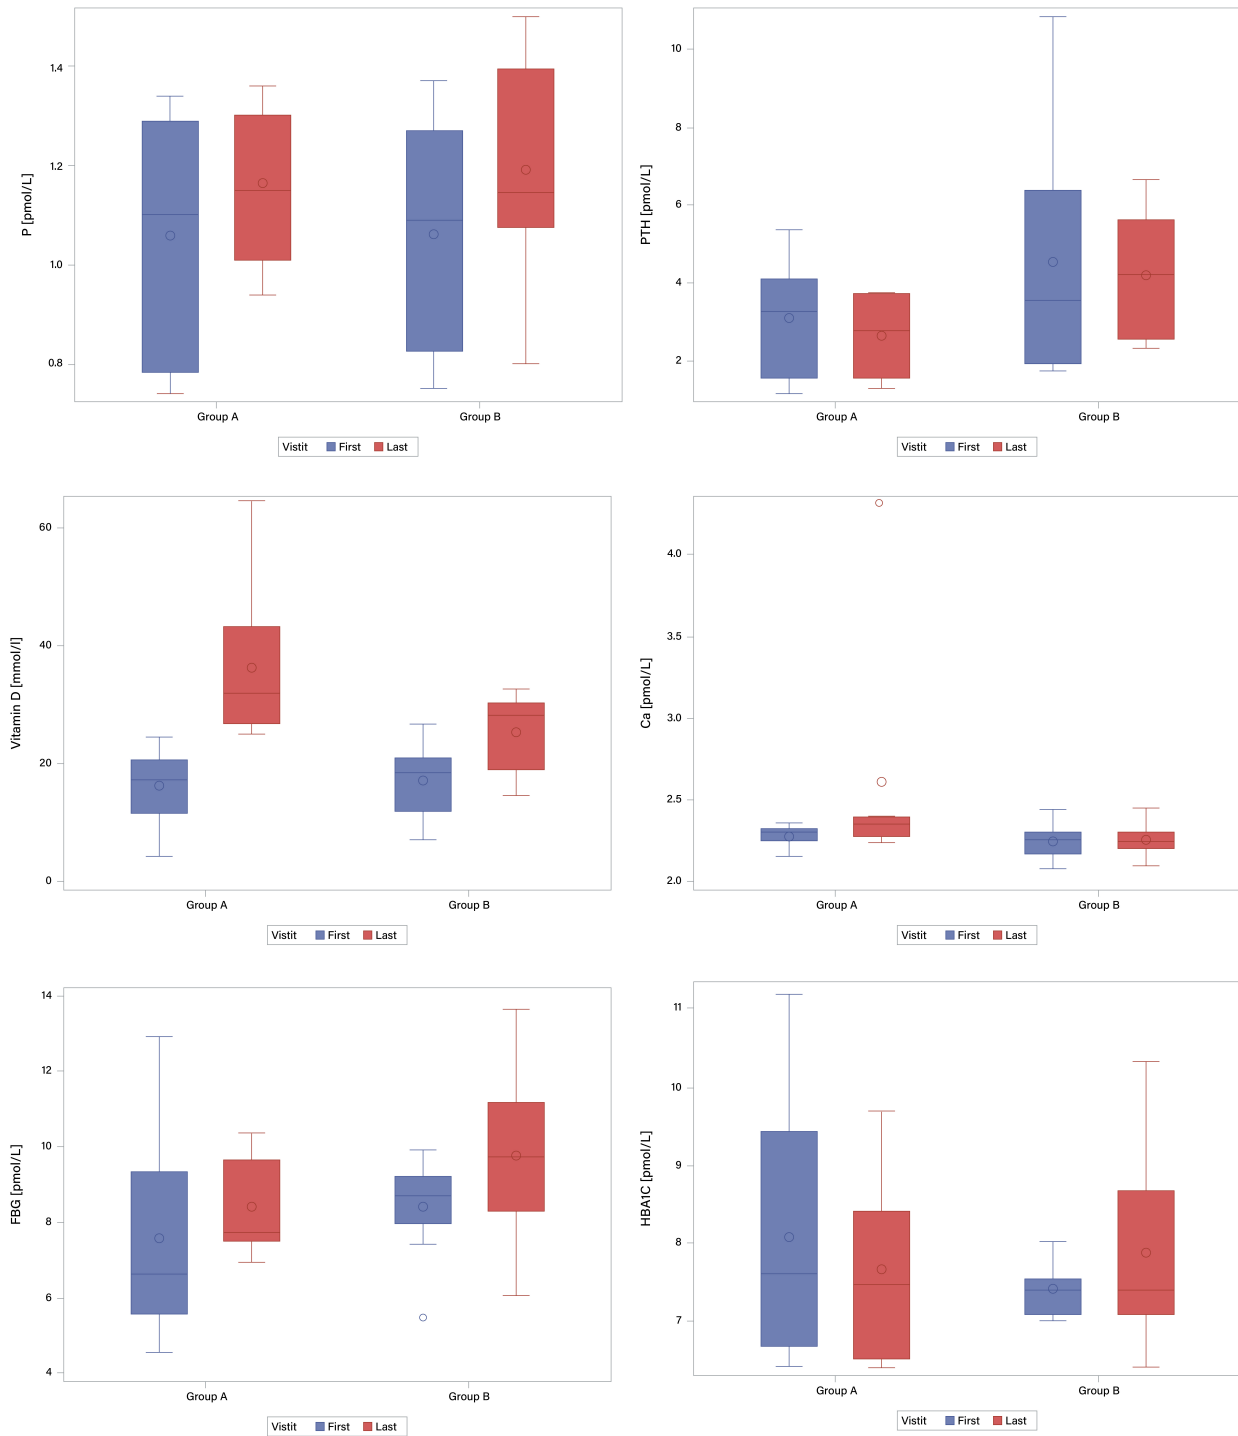 P [pmol/L]
1.4
1.2
1.0
0.8
Group A
Group B
Vistit First Last
PTH [pmol/L]
10
8
6
4
2
Group A
Group B
Vistit First Last
Vitamin D [mmol/l]
60
40
20
0
Group A
Group B
Vistit First Last
Ca [pmol/L]
4.0
3.5
3.0
2.5
2.0
Group A
Group B
Vistit First Last
FBG [pmol/L]
14
12
10
8
6
4
Group A
Group B
Vistit First Last
HBA1C [pmol/L]
11
10
9
8
7
Group A
Group B
Vistit First Last